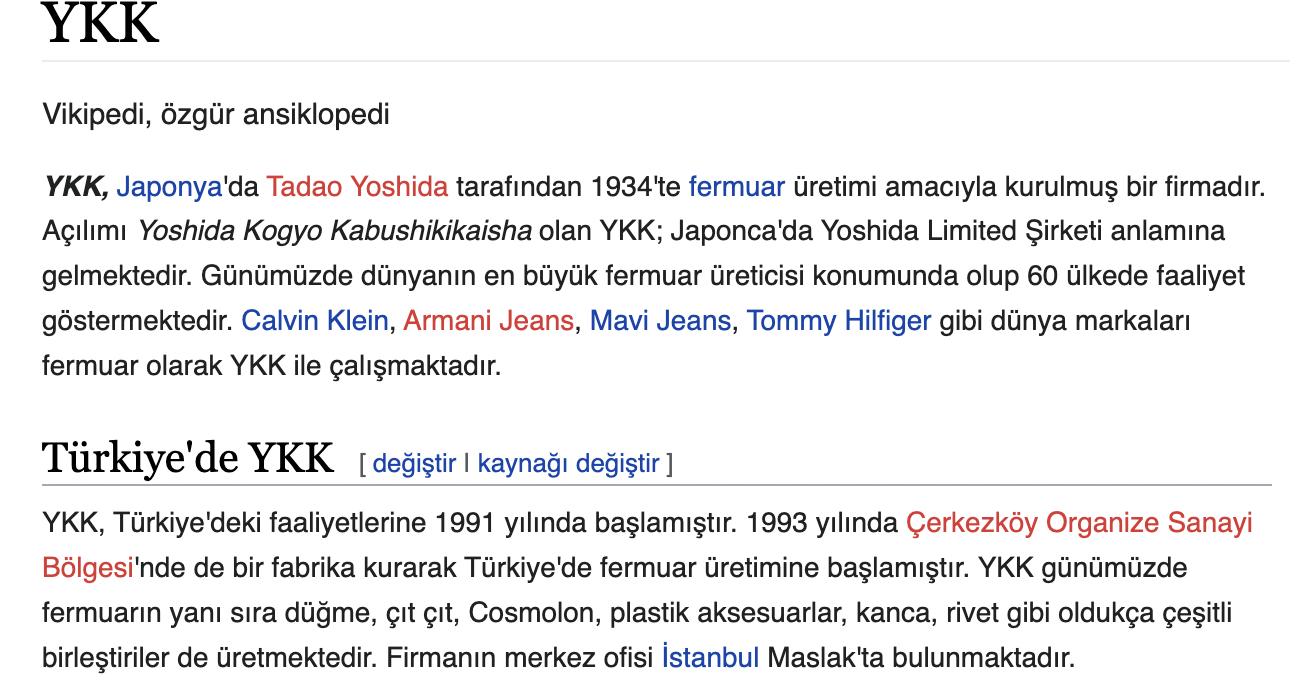 YKK
Vikipedi, özgür ansiklopedi
YKK, Japonya'da Tadao Yoshida tarafından 1934'te fermuar üretimi amacıyla kurulmuş bir firmadır.
Açılımı Yoshida Kogyo Kabushikikaisha olan YKK; Japonca'da Yoshida Limited Şirketi anlamına
gelmektedir. Günümüzde dünyanın en büyük fermuar üreticisi konumunda olup 60 ülkede faaliyet
göstermektedir. Calvin Klein, Armani Jeans, Mavi Jeans, Tommy Hilfiger gibi dünya markaları
fermuar olarak YKK ile çalışmaktadır.
Türkiye'de YKK [ değiştir | kaynağı değiştir ]
YKK, Türkiye'deki faaliyetlerine 1991 yılında başlamıştır. 1993 yılında Çerkezköy Organize Sanayi
Bölgesi'nde de bir fabrika kurarak Türkiye'de fermuar üretimine başlamıştır. YKK günümüzde
fermuarın yanı sıra düğme, çıt çıt, Cosmolon, plastik aksesuarlar, kanca, rivet gibi oldukça çeşitli
birleştiriler de üretmektedir. Firmanın merkez ofisi İstanbul Maslak'ta bulunmaktadır.